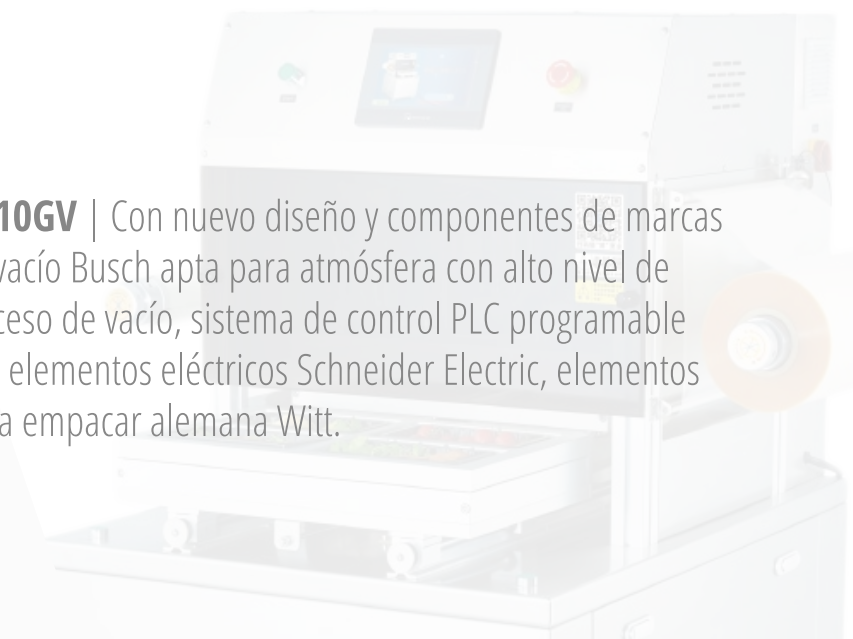 10GV | Con nuevo diseño y componentes de marcas
vacío Busch apta para atmósfera con alto nivel de
ceso de vacío, sistema de control PLC programable
elementos eléctricos Schneider Electric, elementos
a empacar alemana Witt.